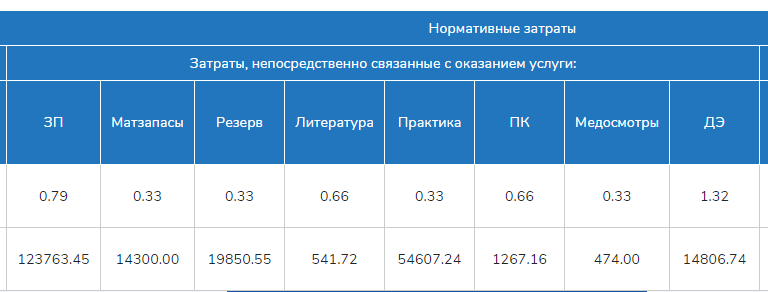 Нормативные затраты
Затраты, непосредственно связанные с оказанием услуги:
ЗП Матзапасы Резерв Литература Практика ПК Медосмотры ДЭ
0.79 0.33 0.33 0.66 0.33 0.66 0.33 1.32
123763.45 14300.00 19850.55 541.72 54607.24 1267.16 474.00 14806.74